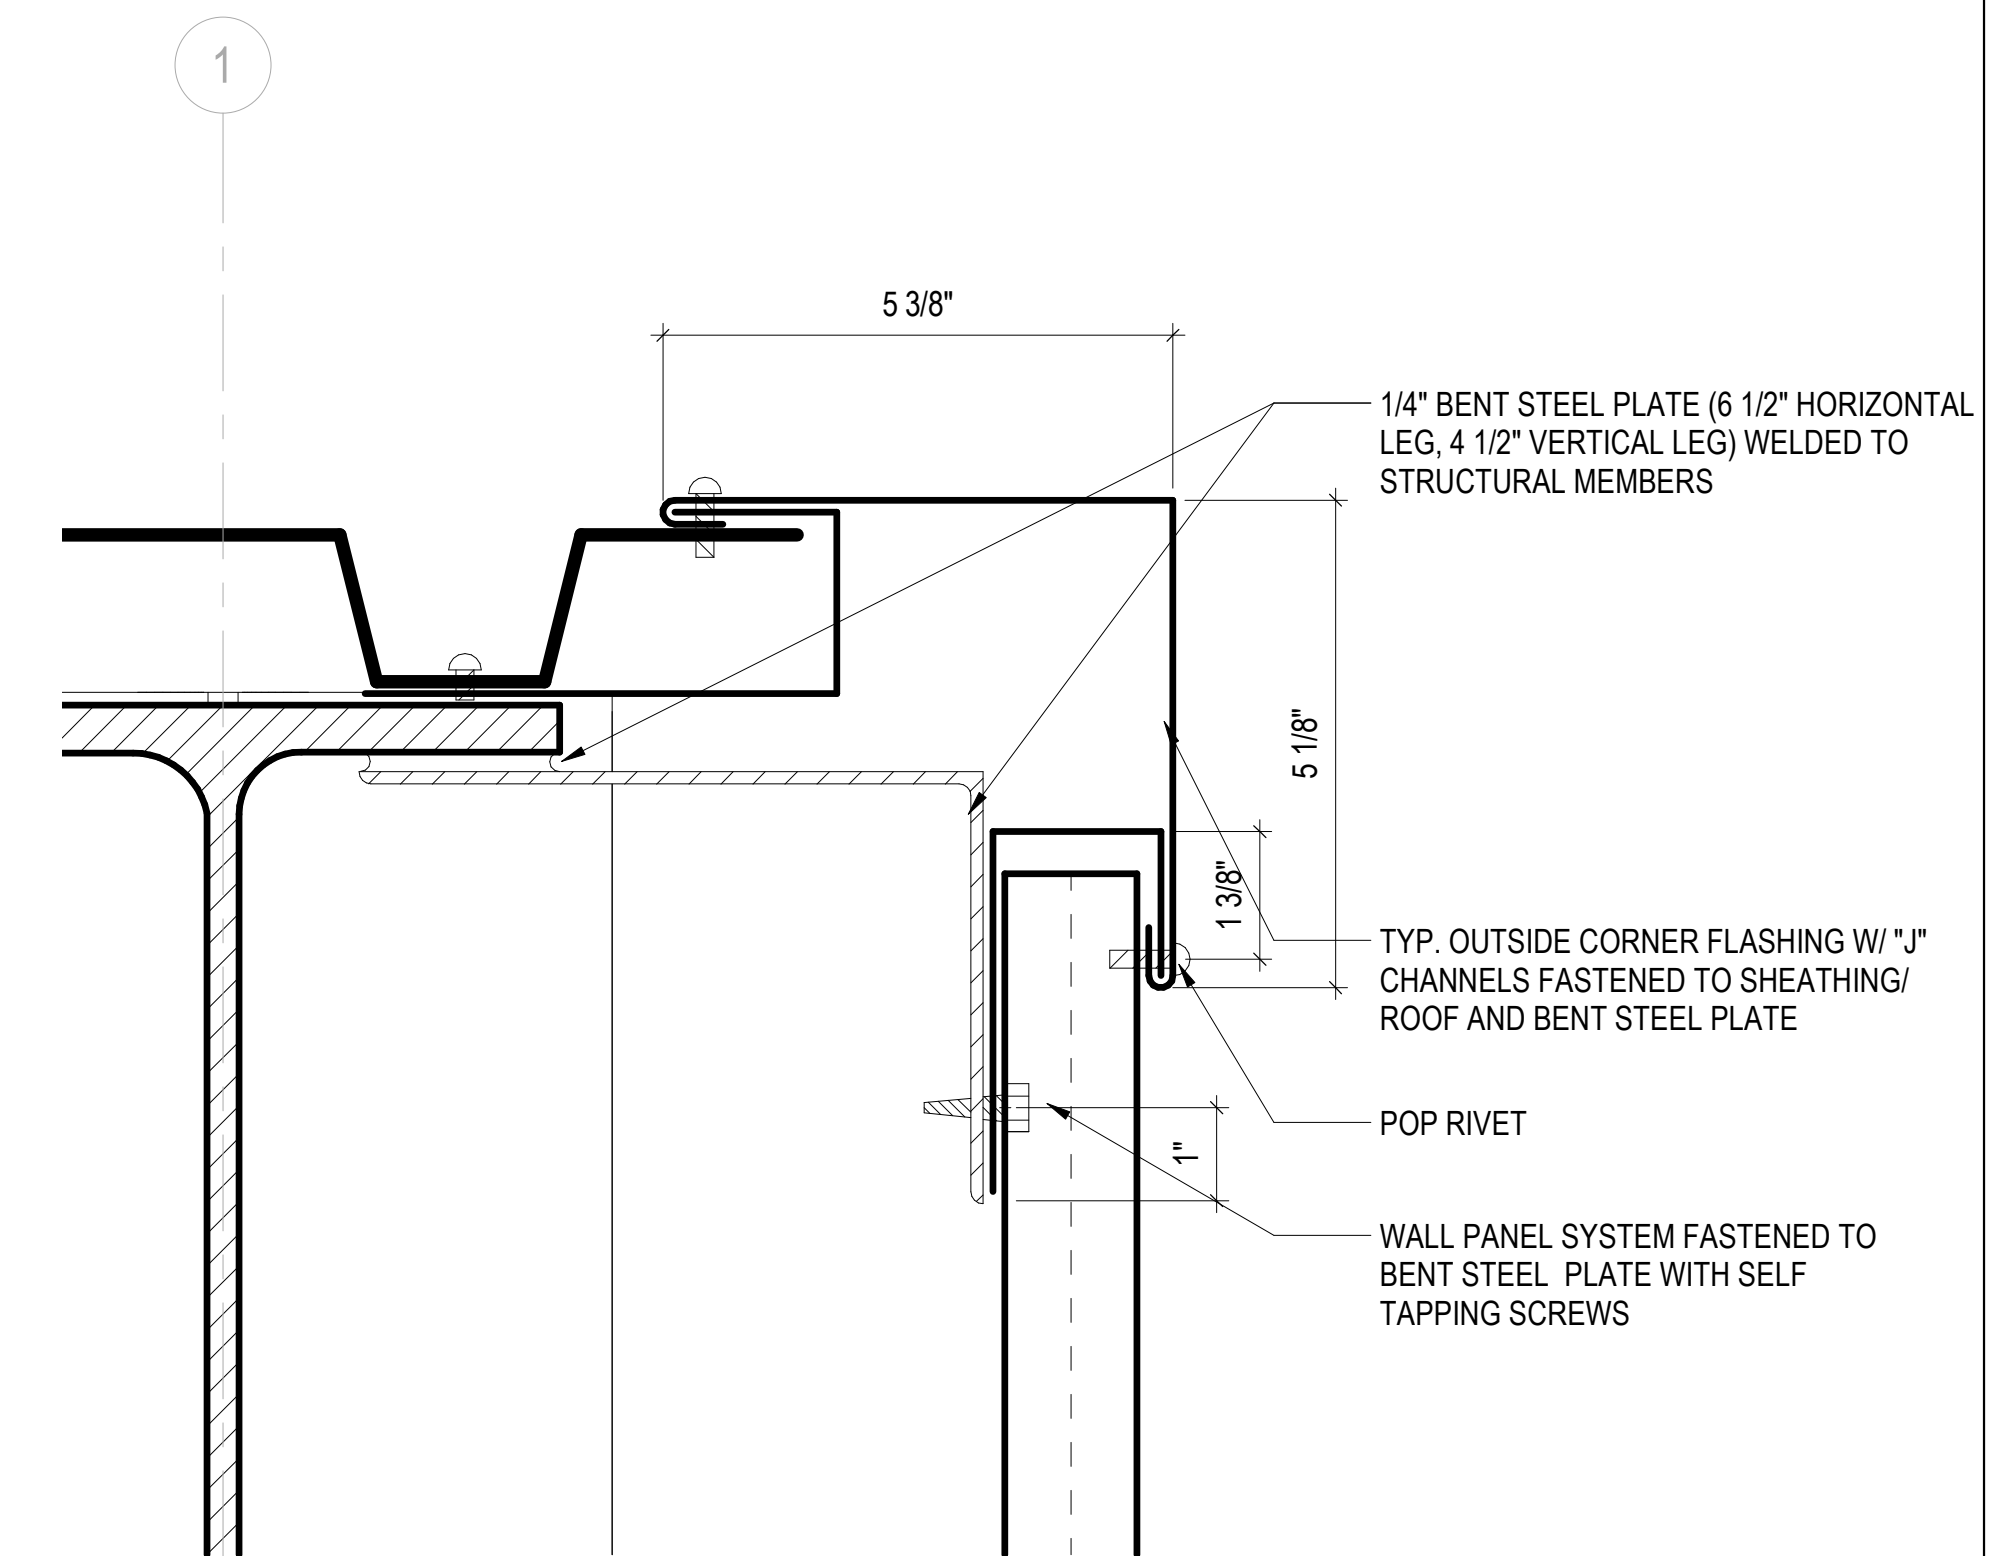 1
5 3/8"
1/4" BENT STEEL PLATE (6 1/2" HORIZONTAL
LEG, 4 1/2" VERTICAL LEG) WELDED TO
STRUCTURAL MEMBERS
5 1/8"
1 3/8"
TYP. OUTSIDE CORNER FLASHING W/ "J"
CHANNELS FASTENED TO SHEATHING/
ROOF AND BENT STEEL PLATE
POP RIVET
1"
WALL PANEL SYSTEM FASTENED TO
BENT STEEL  PLATE WITH SELF
TAPPING SCREWS